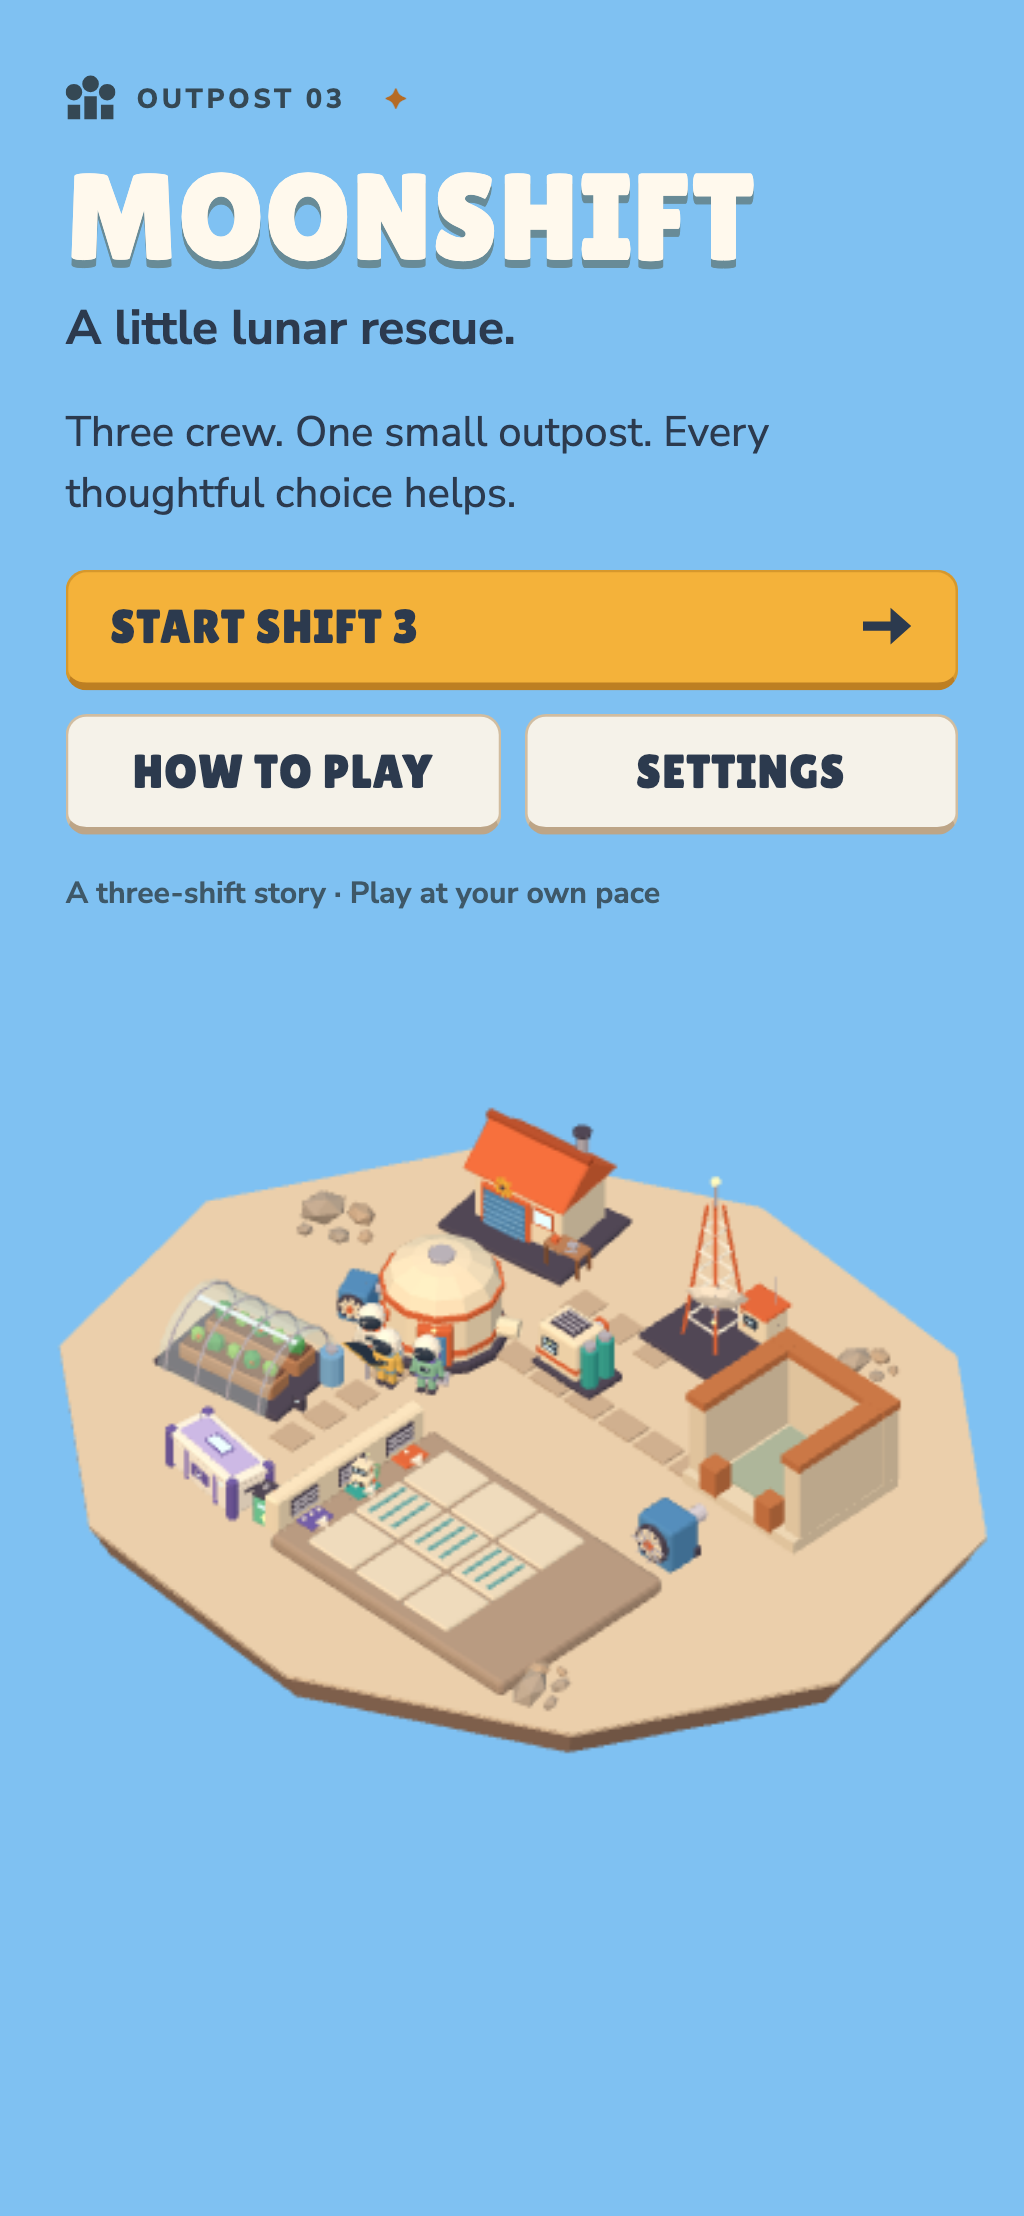 OUTPOST 03
MOONSHIFT
A little lunar rescue.
Three crew. One small outpost. Every
thoughtful choice helps.
START SHIFT 3
HOW TO PLAY
SETTINGS
A three-shift story · Play at your own pace